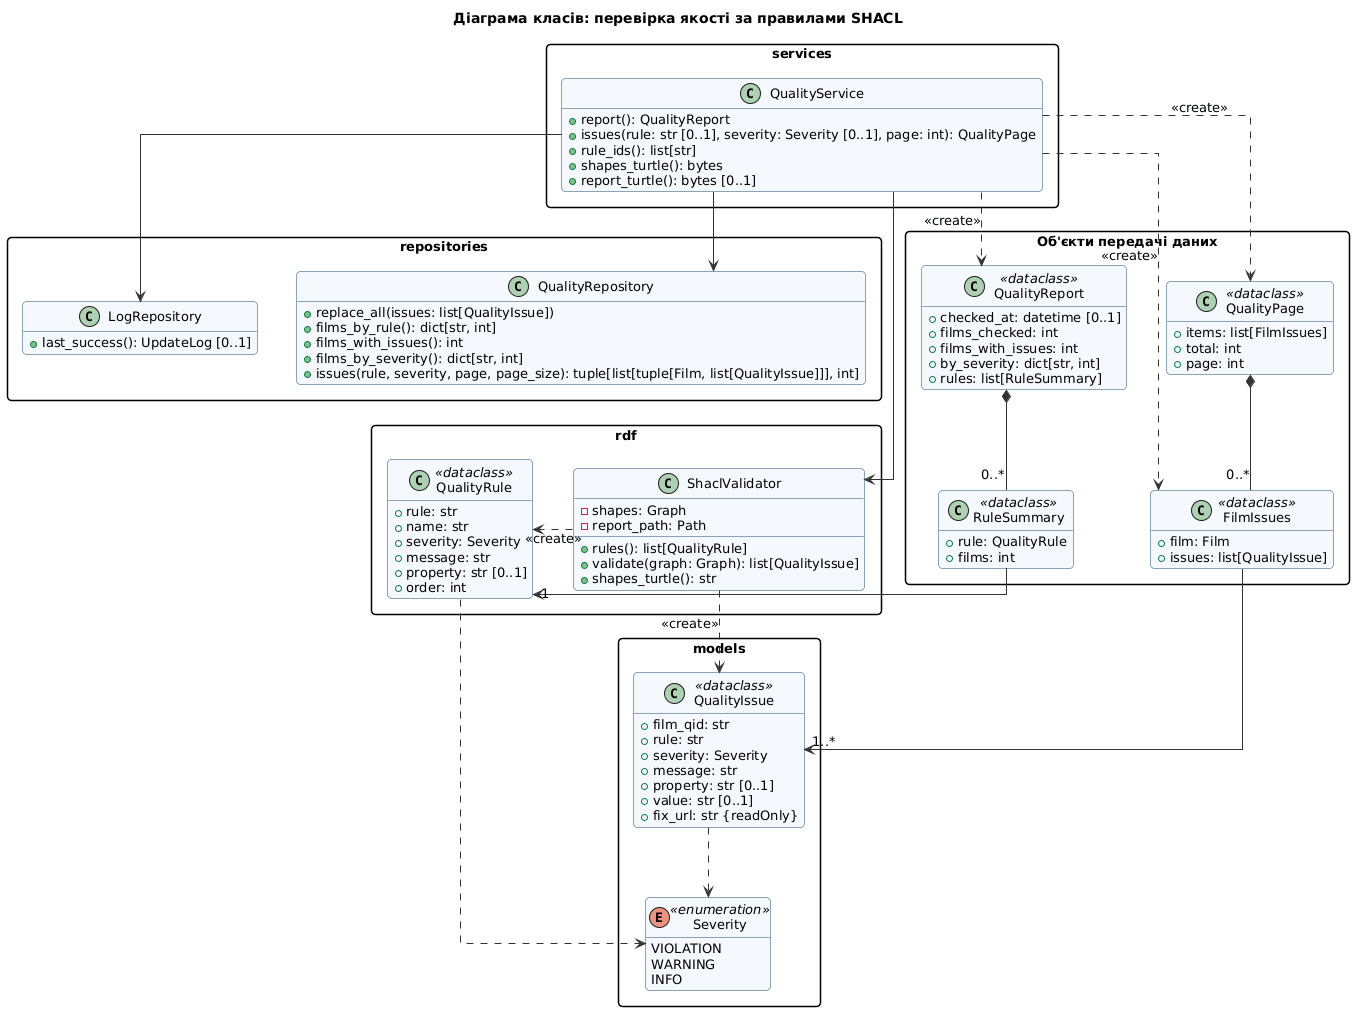 Діаграма класів: перевірка якості за правилами SHACL
services
C QualityService
report(): QualityReport
issues(rule: str [0..1], severity: Severity [0..1], page: int): QualityPage
rule_ids(): list[str]
shapes_turtle(): bytes
report_turtle(): bytes [0..1]
«create»
«create»
«create»
repositories
C LogRepository
last_success(): UpdateLog [0..1]
C QualityRepository
replace_all(issues: list[QualityIssue])
films_by_rule(): dict[str, int]
films_with_issues(): int
films_by_severity(): dict[str, int]
issues(rule, severity, page, page_size): tuple[list[tuple[Film, list[QualityIssue]]], int]
Об'єкти передачі даних
C «dataclass»
QualityReport
checked_at: datetime [0..1]
films_checked: int
films_with_issues: int
by_severity: dict[str, int]
rules: list[RuleSummary]
C «dataclass»
QualityPage
items: list[FilmIssues]
total: int
page: int
0..*
0..*
C «dataclass»
RuleSummary
rule: QualityRule
films: int
C «dataclass»
FilmIssues
film: Film
issues: list[QualityIssue]
rdf
C «dataclass»
QualityRule
rule: str
name: str
severity: Severity
message: str
property: str [0..1]
order: int
«create»
C ShaclValidator
shapes: Graph
report_path: Path
rules(): list[QualityRule]
validate(graph: Graph): list[QualityIssue]
shapes_turtle(): str
1
«create»
models
C «dataclass»
QualityIssue
film_qid: str
rule: str
severity: Severity
message: str
property: str [0..1]
value: str [0..1]
fix_url: str {readOnly}
1..*
E «enumeration»
Severity
VIOLATION
WARNING
INFO